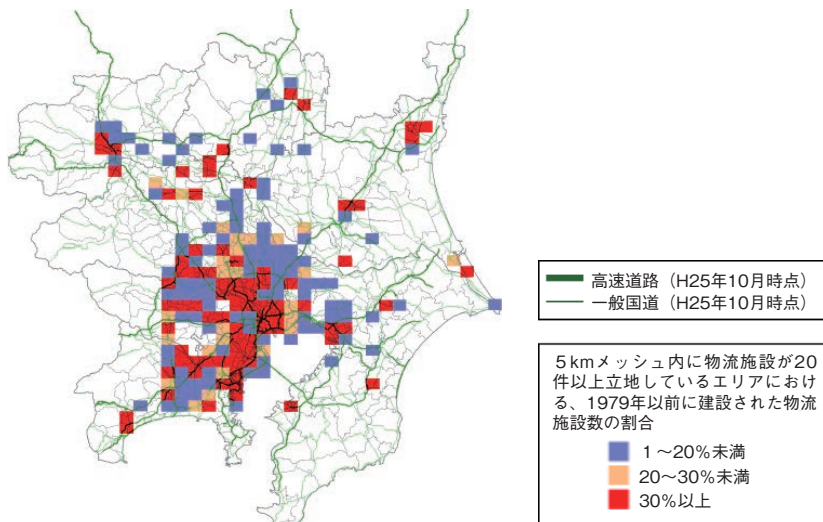 高速道路（H25年10月時点）
一般国道（H25年10月時点）
５kmメッシュ内に物流施設が20
件以上立地しているエリアにおけ
る、1979年以前に建設された物流
施設数の割合
１～20％未満
20～30％未満
30％以上